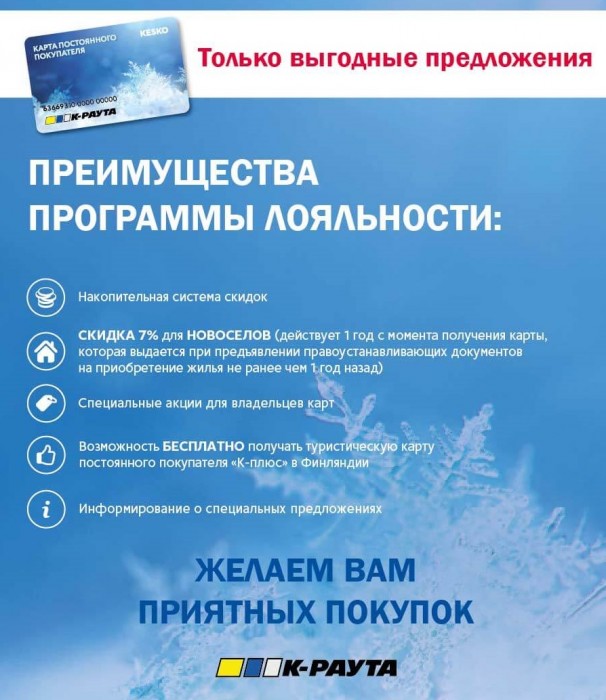 КАРТА ПОСТОЯННОГО
ПОКУПАТЕЛЯ
KESKO
К-РАУТА
Только выгодные предложения
ПРЕИМУЩЕСТВА
ПРОГРАММЫ ЛОЯЛЬНОСТИ:
Накопительная система скидок
СКИДКА 7% для НОВОСЕЛОВ (действует 1 год с момента получения карты,
которая выдается при предъявлении правоустанавливающих документов
на приобретение жилья не ранее чем 1 год назад)
Специальные акции для владельцев карт
Возможность БЕСПЛАТНО получать туристическую карту
постоянного покупателя «К-плюс» в Финляндии
Информирование о специальных предложениях
ЖЕЛАЕМ ВАМ
ПРИЯТНЫХ ПОКУПОК
К-РАУТА